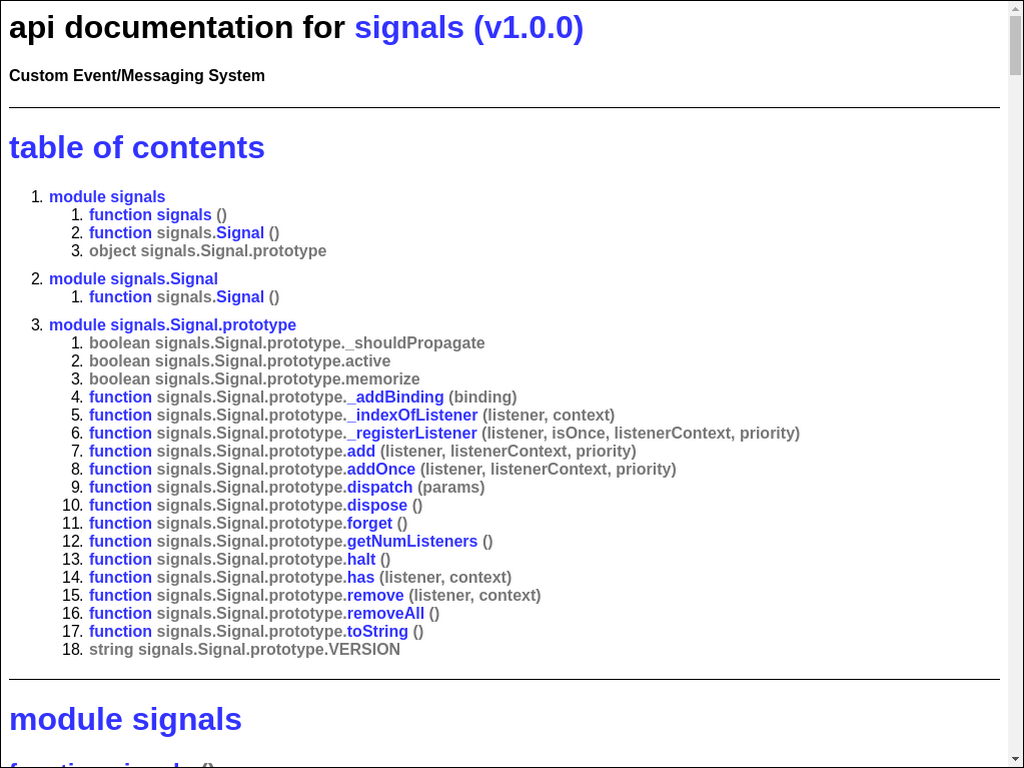 api documentation for signals (v1.0.0)
Custom Event/Messaging System
table of contents
1. module signals
1. function signals ()
2. function signals.Signal ()
3. object signals.Signal.prototype
2. module signals.Signal
1. function signals.Signal ()
3. module signals.Signal.prototype
1. boolean signals.Signal.prototype._shouldPropagate
2. boolean signals.Signal.prototype.active
3. boolean signals.Signal.prototype.memorize
4. function signals.Signal.prototype._addBinding (binding)
5. function signals.Signal.prototype._indexOfListener (listener, context)
6. function signals.Signal.prototype._registerListener (listener, isOnce, listenerContext, priority)
7. function signals.Signal.prototype.add (listener, listenerContext, priority)
8. function signals.Signal.prototype.addOnce (listener, listenerContext, priority)
9. function signals.Signal.prototype.dispatch (params)
10. function signals.Signal.prototype.dispose ()
11. function signals.Signal.prototype.forget ()
12. function signals.Signal.prototype.getNumListeners ()
13. function signals.Signal.prototype.halt ()
14. function signals.Signal.prototype.has (listener, context)
15. function signals.Signal.prototype.remove (listener, context)
16. function signals.Signal.prototype.removeAll ()
17. function signals.Signal.prototype.toString ()
18. string signals.Signal.prototype.VERSION
module signals